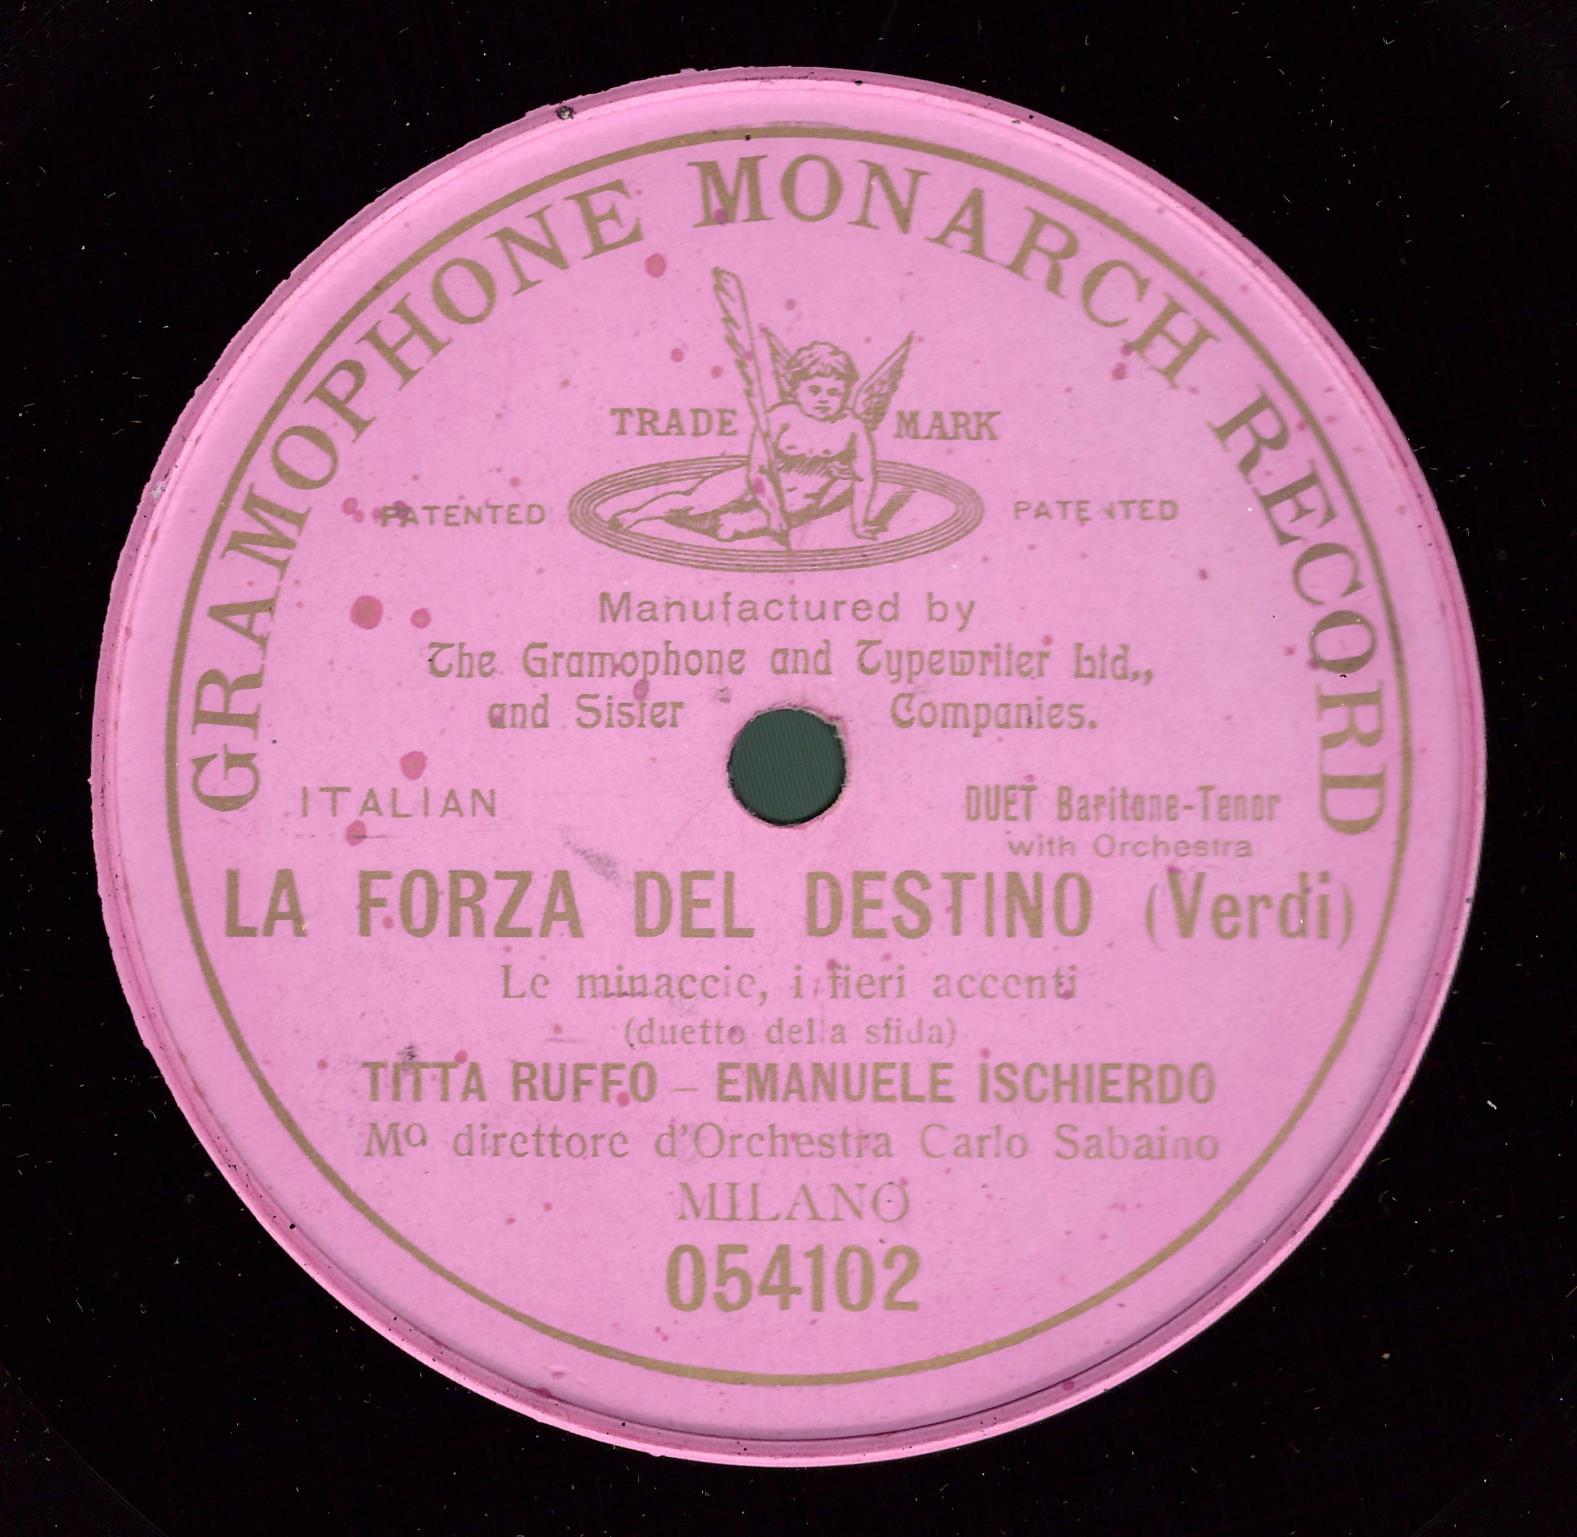 GRAMOPHONE MONARCH RECORD
TRADE MARK
PATENTED PATENTED
Manufactured by
The Gramophone and Typewriter Ltd.,
and Sister Companies.
ITALIAN
DUET Baritone-Tenor
with Orchestra
LA FORZA DEL DESTINO (Verdi)
Le minaccie, i fieri accenti
(duetto della sfida)
TITTA RUFFO - EMANUELE ISCHIERDO
Mº direttore d'Orchestra Carlo Sabaino
MILANO
054102